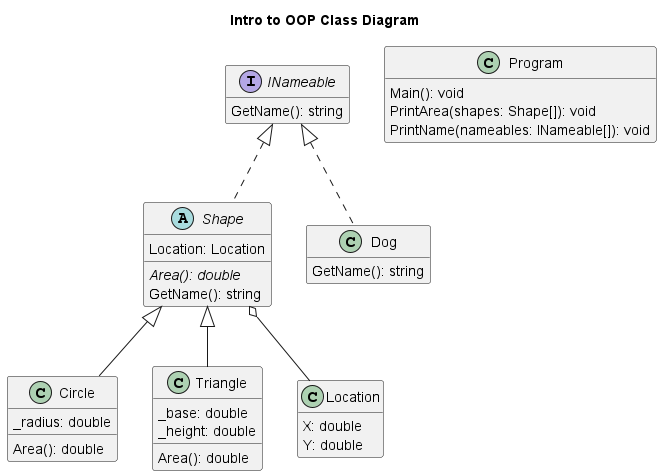 Intro to OOP Class Diagram
I INameable
GetName(): string
C Program
Main(): void
PrintArea(shapes: Shape[]): void
PrintName(nameables: INameable[]): void
A Shape
Location: Location
Area(): double
GetName(): string
C Dog
GetName(): string
C Circle
_radius: double
Area(): double
C Triangle
_base: double
_height: double
Area(): double
C Location
X: double
Y: double